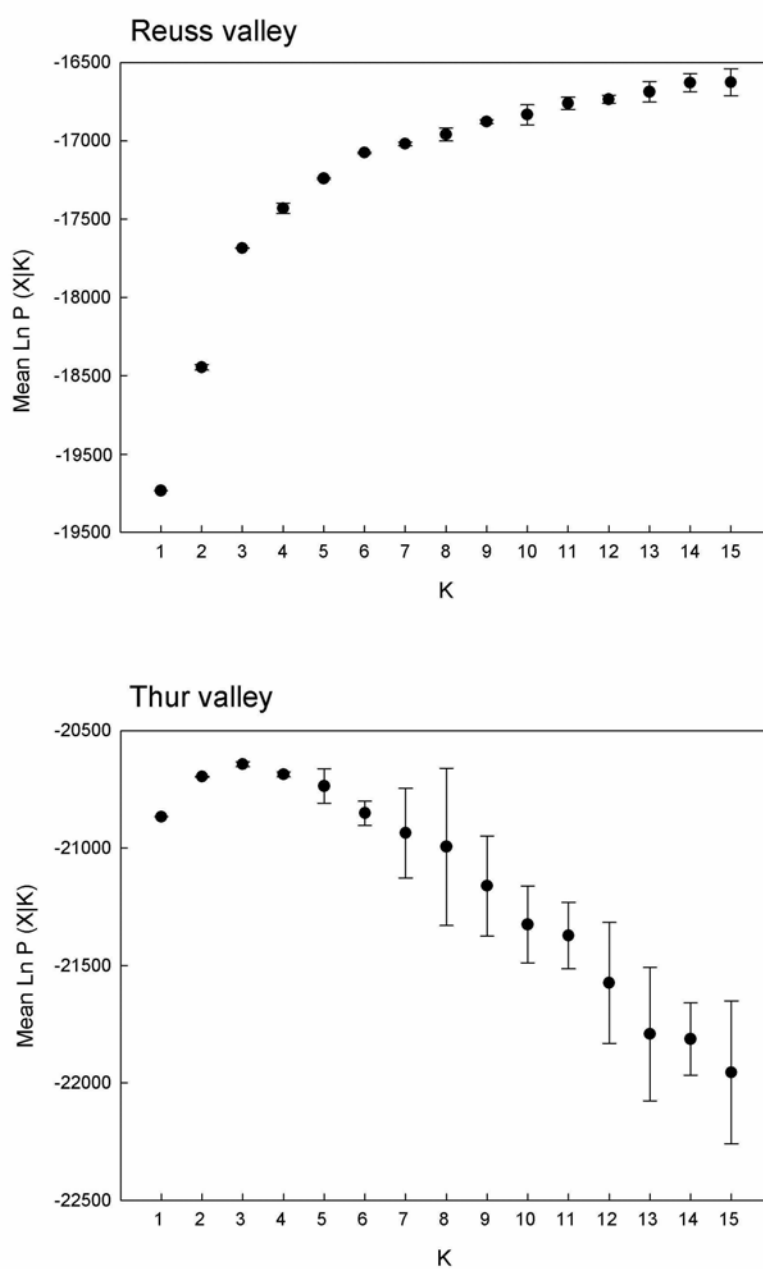 Reuss valley
-16500
-17000
-17500
-18000
-18500
-19500
-19500
Mean Ln P (X|K)
1 2 3 4 5 6 7 8 9 10 11 12 13 14 15
K
Thur valley
-20500
-21000
-21500
-22000
-22500
Mean Ln P (X|K)
1 2 3 4 5 6 7 8 9 10 11 12 13 14 15
K